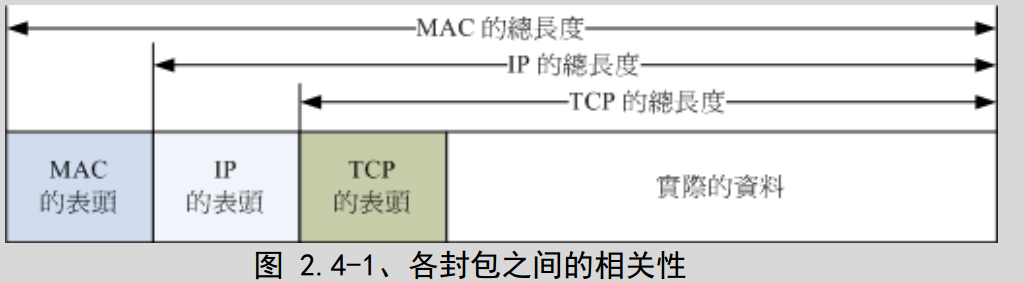 MAC 的總長度
IP 的總長度
TCP 的總長度
MAC
的表頭
IP
的表頭
TCP
的表頭
實際的資料
图 2.4-1、各封包之间的相关性